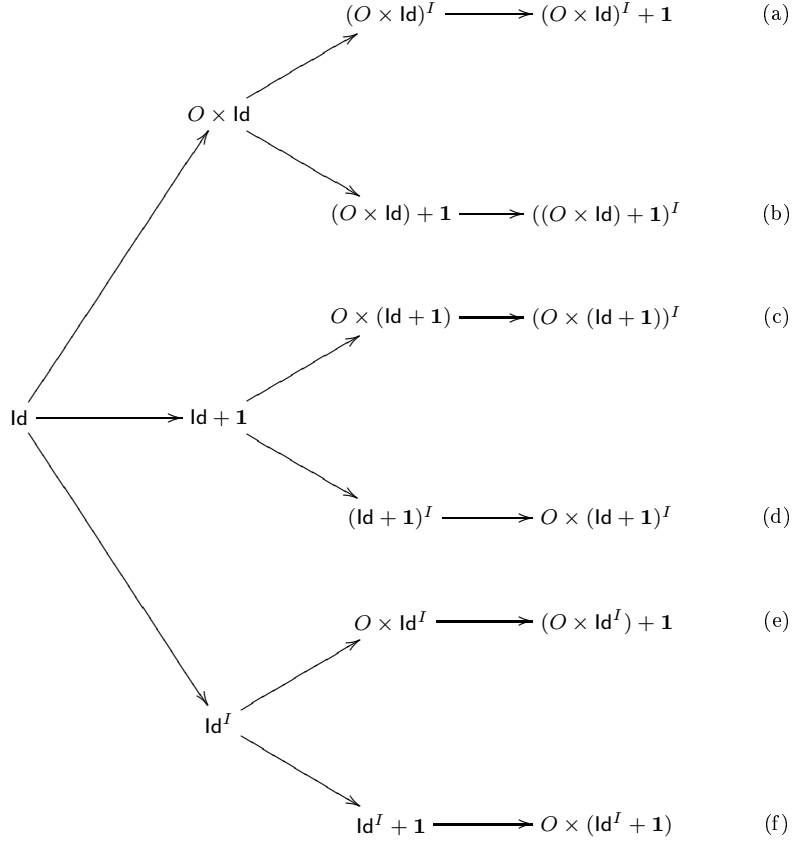 (O × Id)^I (O × Id)^I + 1 (a)
O × Id
(O × Id) + 1 ((O × Id) + 1)^I (b)
O × (Id + 1) (O × (Id + 1))^I (c)
Id Id + 1
(Id + 1)^I O × (Id + 1)^I (d)
O × Id^I (O × Id^I) + 1 (e)
Id^I
Id^I + 1 O × (Id^I + 1) (f)